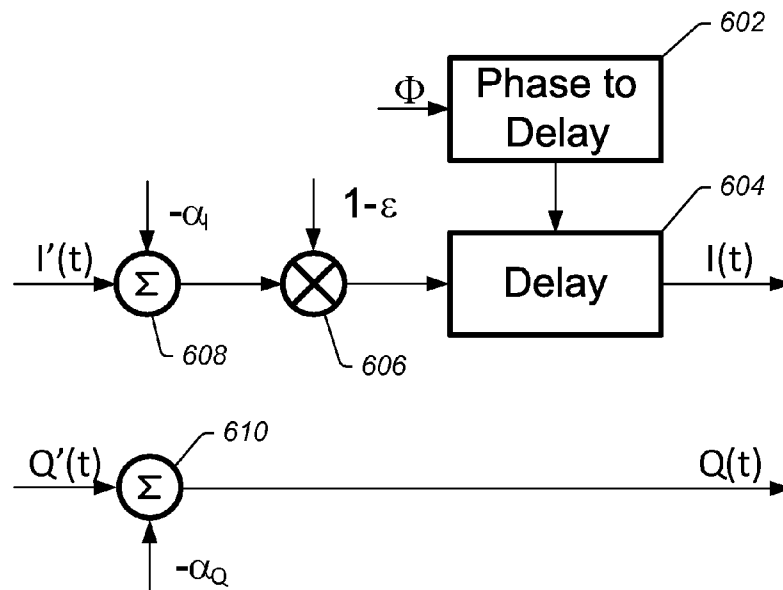 602
Φ
Phase to
Delay
604
-αI
1-ε
I'(t)
Σ
Delay
I(t)
608
606
610
Q'(t)
Σ
Q(t)
-αQ